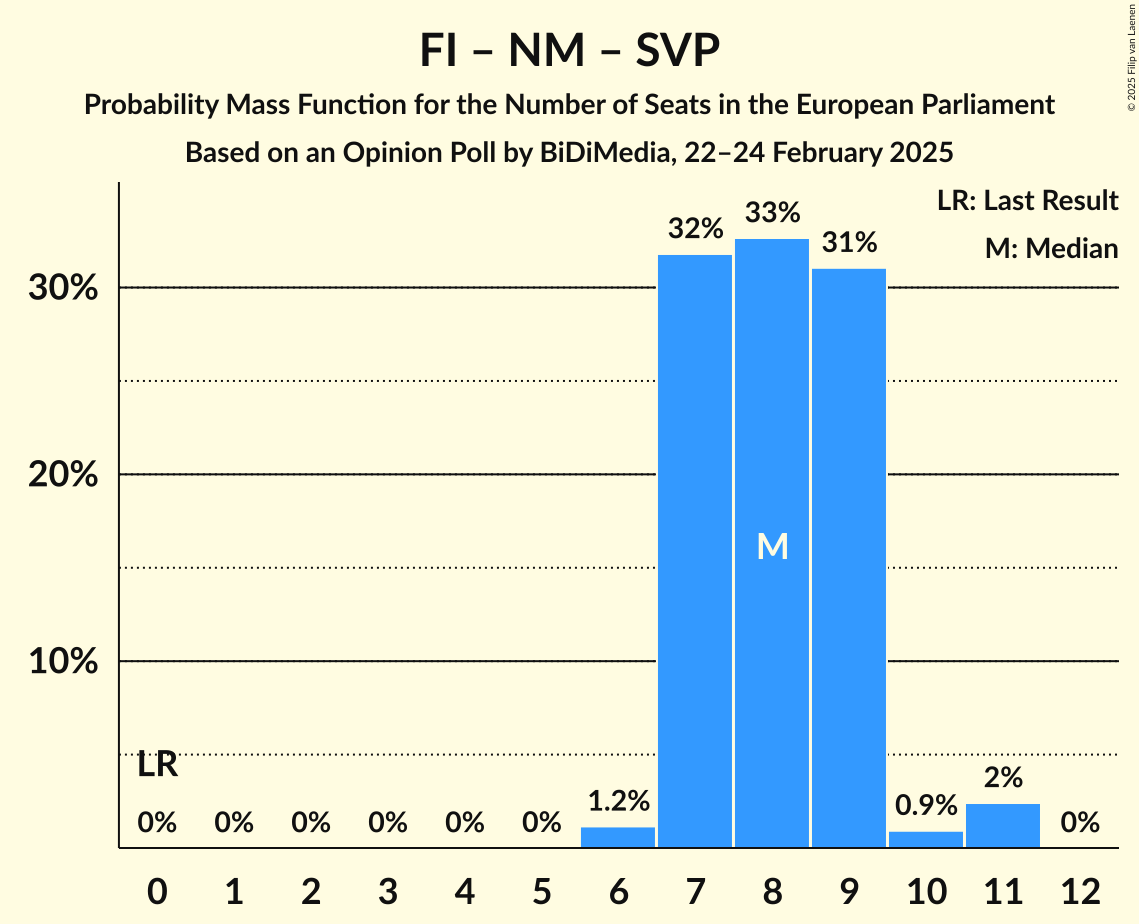 FI – NM – SVP
Probability Mass Function for the Number of Seats in the European Parliament
Based on an Opinion Poll by BiDiMedia, 22–24 February 2025
© 2025 Filip van Laenen
LR: Last Result
M: Median
30%
20%
10%
LR
M
0% 0% 0% 0% 0% 0% 1.2% 32% 33% 31% 0.9% 2% 0%
0 1 2 3 4 5 6 7 8 9 10 11 12